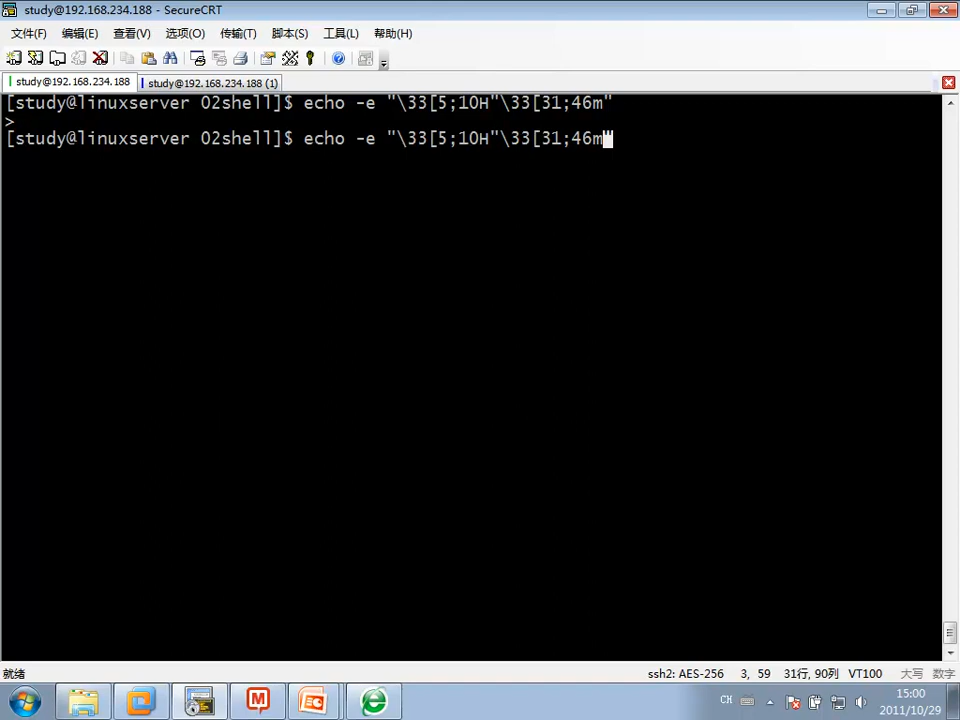 study@192.168.234.188 - SecureCRT
文件(F) 编辑(E) 查看(V) 选项(O) 传输(T) 脚本(S) 工具(L) 帮助(H)
study@192.168.234.188 study@192.168.234.188 (1)
[study@linuxserver 02shell]$ echo -e "\33[5;10H"\33[31;46m"
>
[study@linuxserver 02shell]$ echo -e "\33[5;10H"\33[31;46m"
就绪 ssh2: AES-256 3, 59 31行, 90列 VT100 大写 数字
CH 15:00
2011/10/29